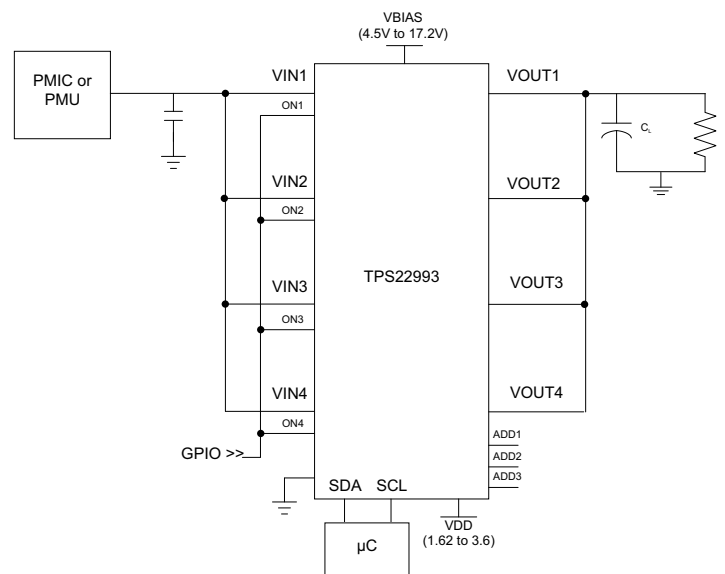 VBIAS
(4.5V to 17.2V)
PMIC or
PMU
VIN1
VOUT1
ON1
C_L
VIN2
VOUT2
ON2
TPS22993
VIN3
VOUT3
ON3
VIN4
VOUT4
ON4
ADD1
GPIO >>
ADD2
ADD3
SDA
SCL
VDD
(1.62 to 3.6)
µC